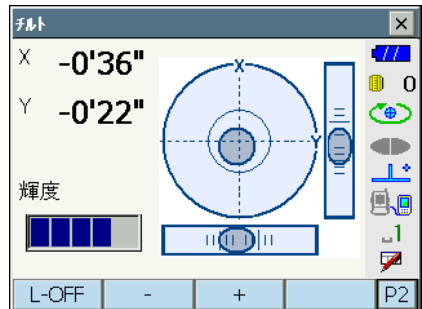 ﾁﾙﾄ
X -0'36"
Y -0'22"
X
Y
輝度
0
1
L-OFF - + P2